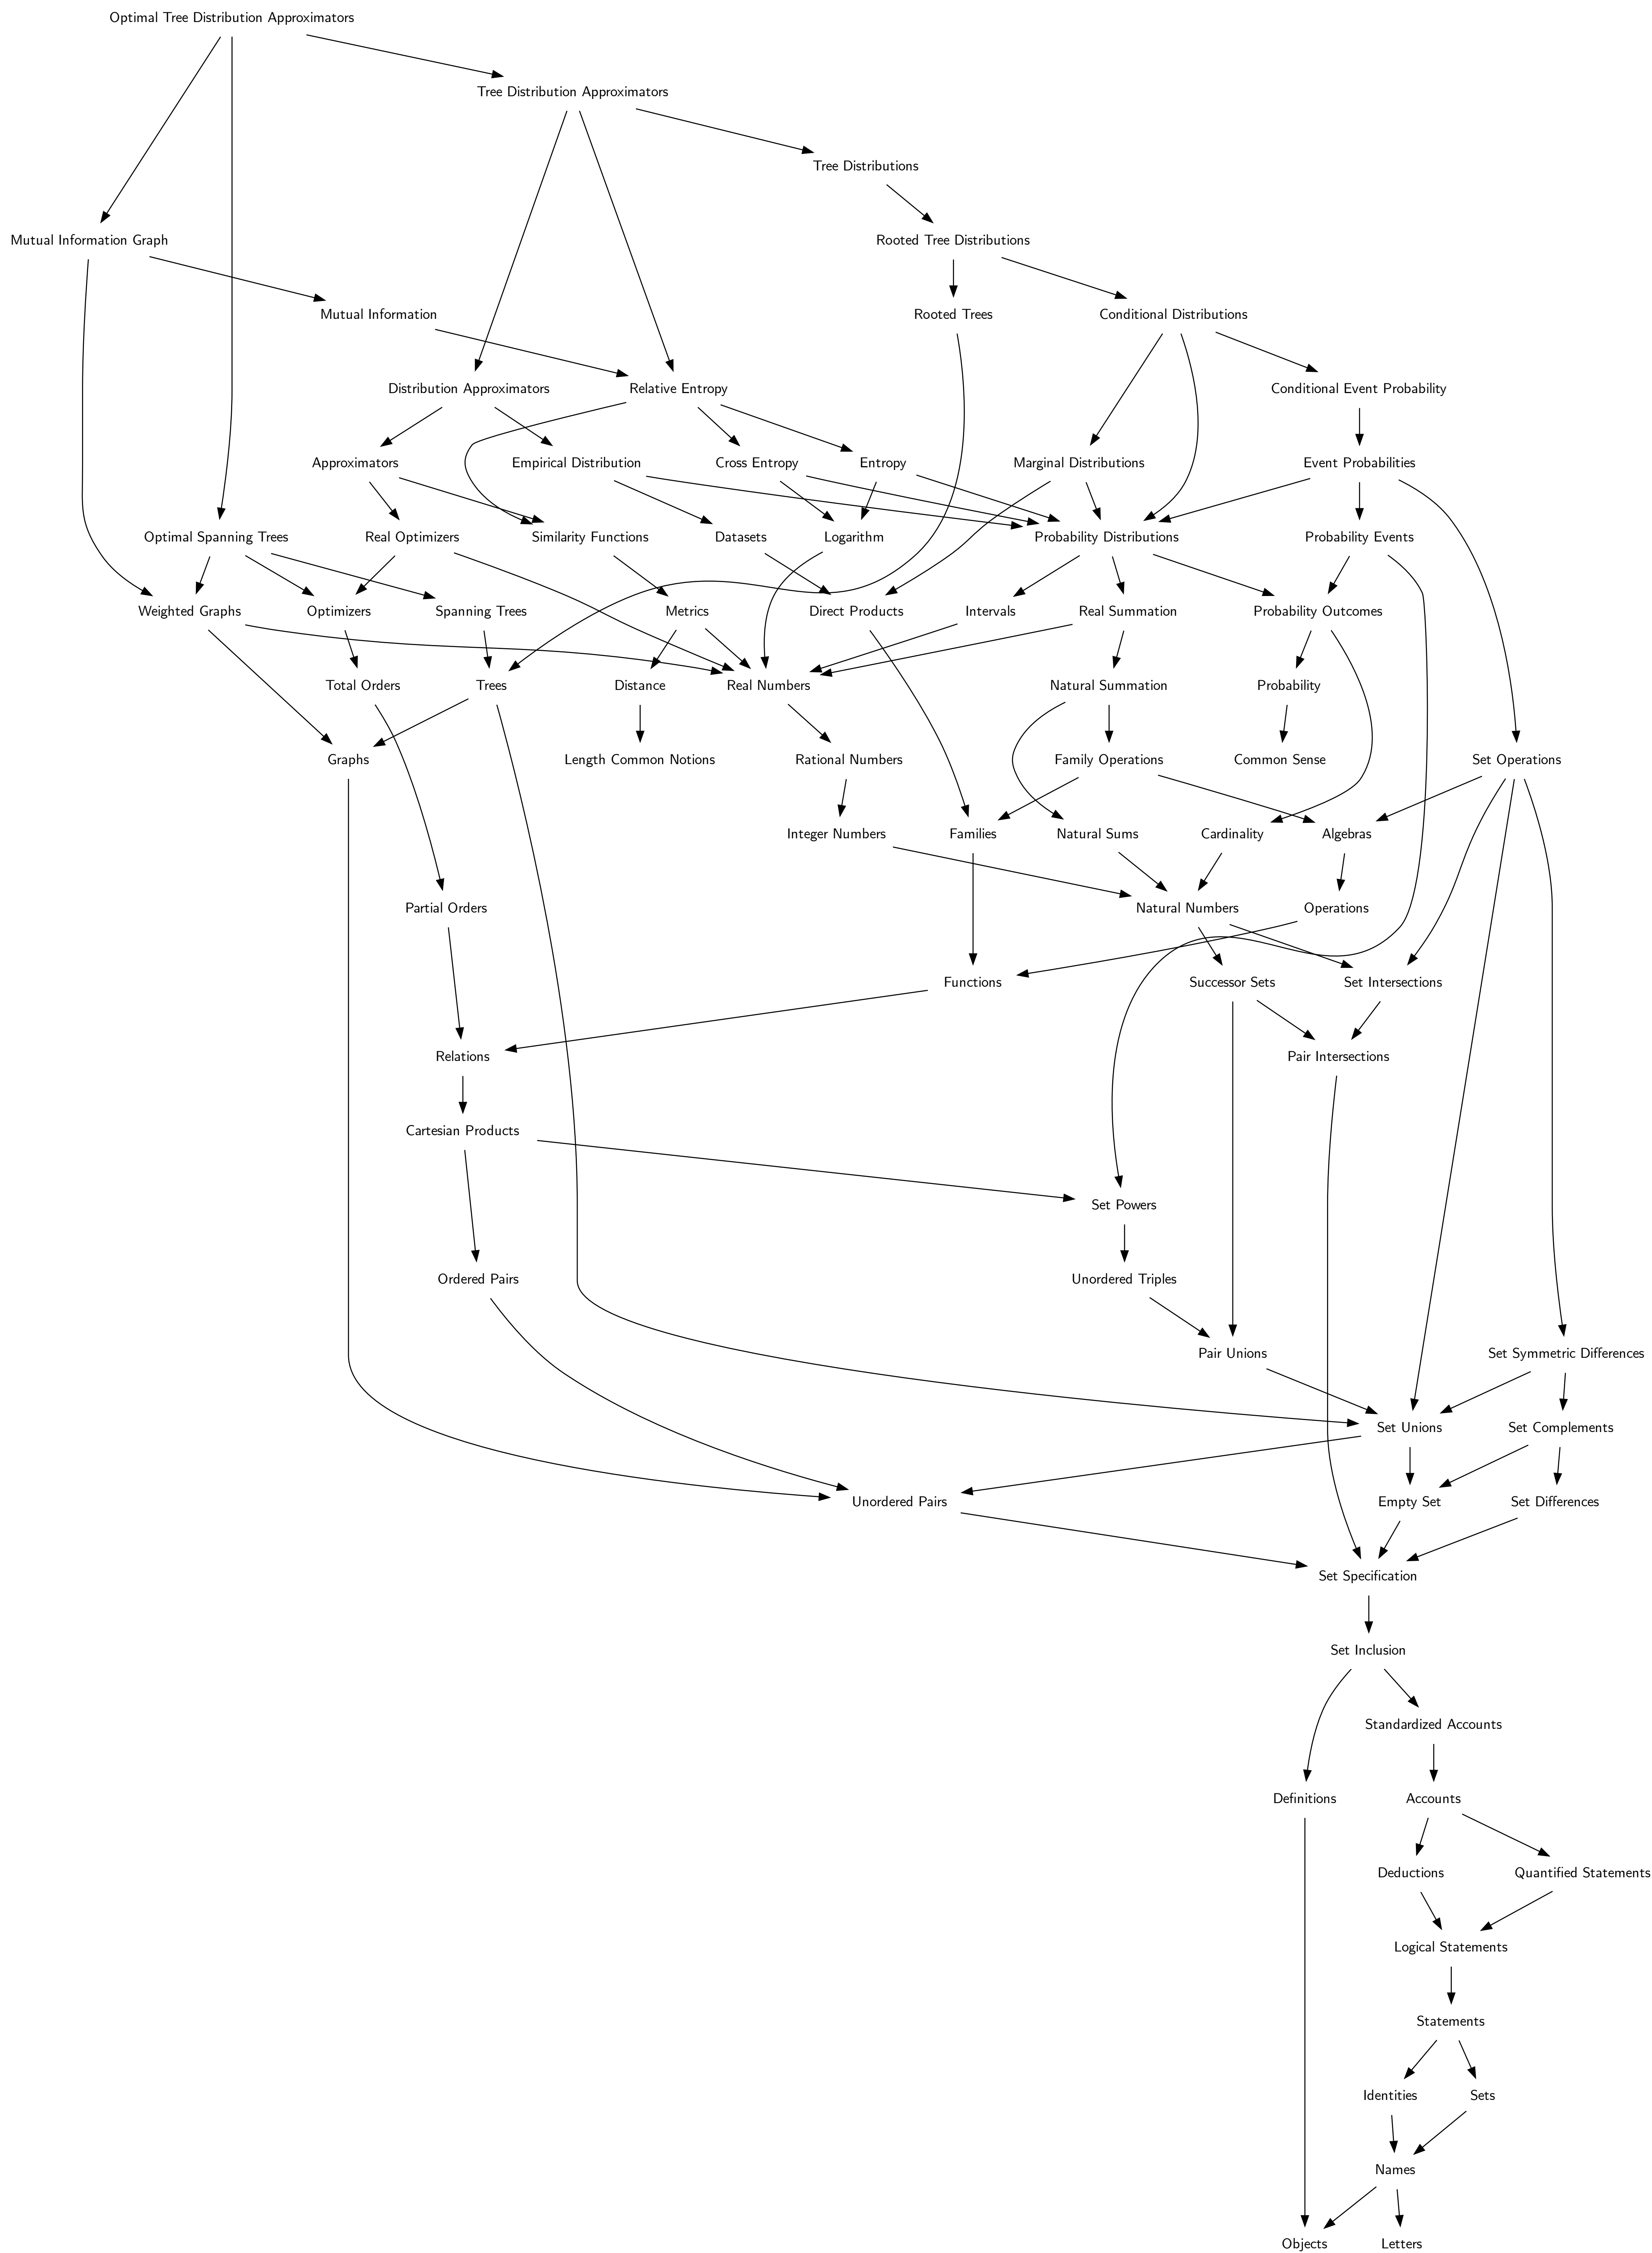 Optimal Tree Distribution Approximators
Tree Distribution Approximators
Tree Distributions
Mutual Information Graph
Rooted Tree Distributions
Mutual Information
Rooted Trees
Conditional Distributions
Distribution Approximators
Relative Entropy
Conditional Event Probability
Approximators
Empirical Distribution
Cross Entropy
Entropy
Marginal Distributions
Event Probabilities
Optimal Spanning Trees
Real Optimizers
Similarity Functions
Datasets
Logarithm
Probability Distributions
Probability Events
Weighted Graphs
Optimizers
Spanning Trees
Metrics
Direct Products
Intervals
Real Summation
Probability Outcomes
Total Orders
Trees
Distance
Real Numbers
Natural Summation
Probability
Graphs
Length Common Notions
Rational Numbers
Family Operations
Common Sense
Set Operations
Integer Numbers
Families
Natural Sums
Cardinality
Algebras
Partial Orders
Natural Numbers
Operations
Functions
Successor Sets
Set Intersections
Relations
Pair Intersections
Cartesian Products
Set Powers
Ordered Pairs
Unordered Triples
Pair Unions
Set Symmetric Differences
Set Unions
Set Complements
Unordered Pairs
Empty Set
Set Differences
Set Specification
Set Inclusion
Standardized Accounts
Definitions
Accounts
Deductions
Quantified Statements
Logical Statements
Statements
Identities
Sets
Names
Objects
Letters